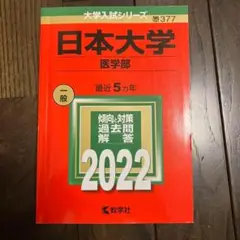 大学入試シリーズ
377
日本大学
医学部
一般
最近5カ年
傾向と対策
過去問
解答
2022
教学社